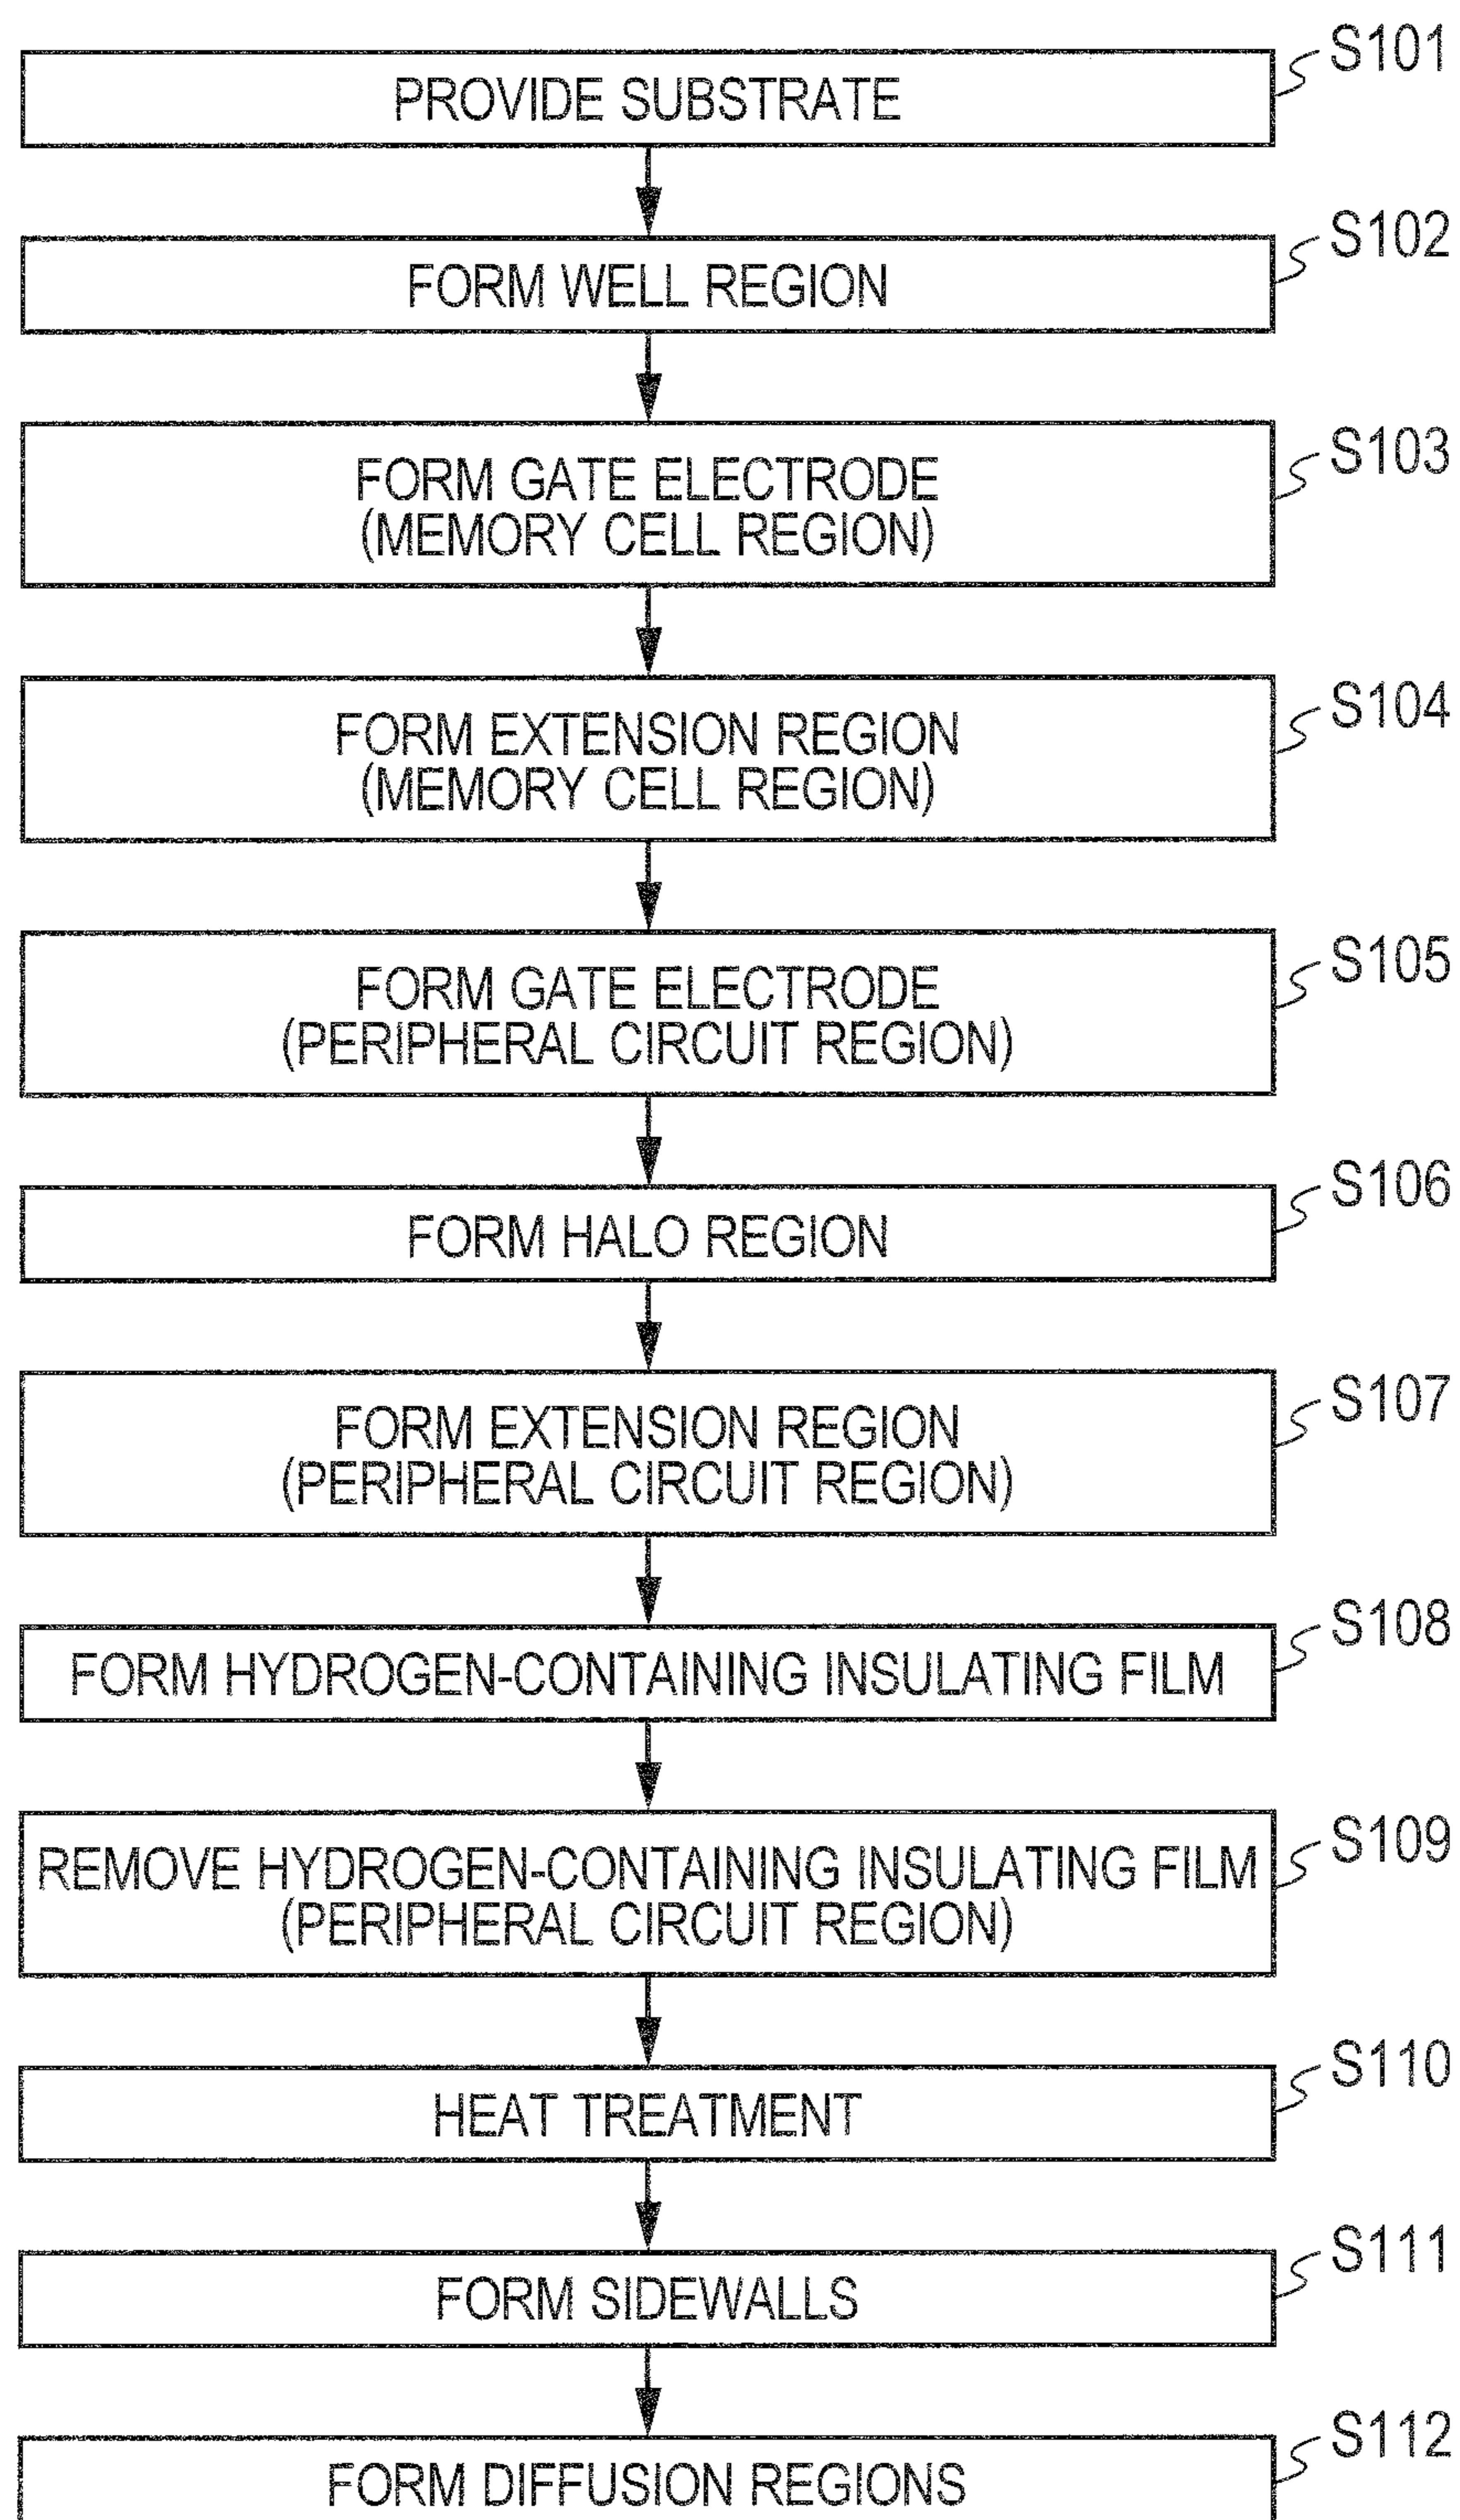 S101
PROVIDE SUBSTRATE
S102
FORM WELL REGION
S103
FORM GATE ELECTRODE
(MEMORY CELL REGION)
S104
FORM EXTENSION REGION
(MEMORY CELL REGION)
S105
FORM GATE ELECTRODE
(PERIPHERAL CIRCUIT REGION)
S106
FORM HALO REGION
S107
FORM EXTENSION REGION
(PERIPHERAL CIRCUIT REGION)
S108
FORM HYDROGEN-CONTAINING INSULATING FILM
S109
REMOVE HYDROGEN-CONTAINING INSULATING FILM
(PERIPHERAL CIRCUIT REGION)
S110
HEAT TREATMENT
S111
FORM SIDEWALLS
S112
FORM DIFFUSION REGIONS